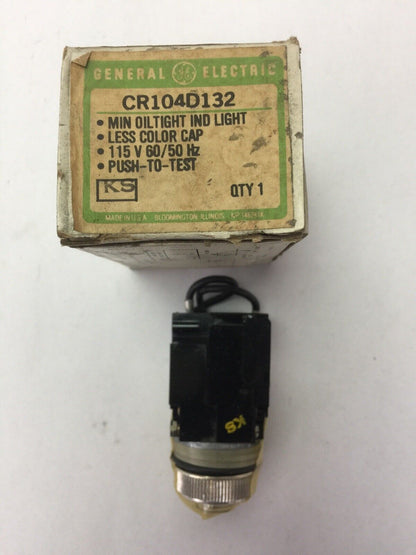 GENERAL GE ELECTRIC
CR104D132
• MIN OILTIGHT IND LIGHT
• LESS COLOR CAP
• 115 V 60/50 Hz
• PUSH-TO-TEST
KS
QTY 1
MADE IN U.S.A. BLOOMINGTON, ILLINOIS
KS